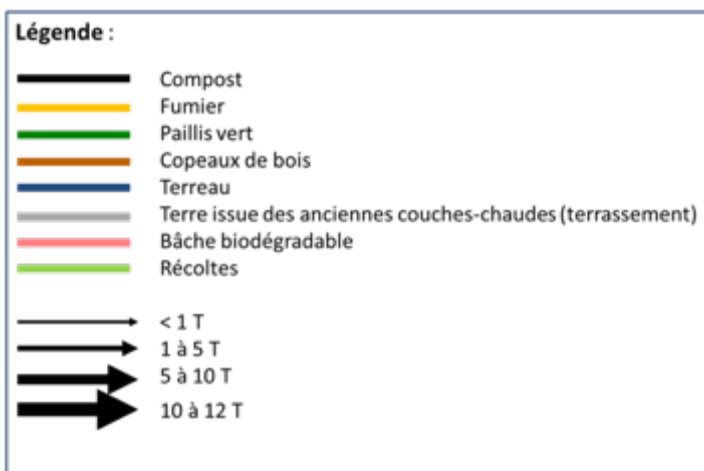 Légende :
Compost
Fumier
Paillis vert
Copeaux de bois
Terreau
Terre issue des anciennes couches-chaudes (terrassement)
Bâche biodégradable
Récoltes
< 1 T
1 à 5 T
5 à 10 T
10 à 12 T